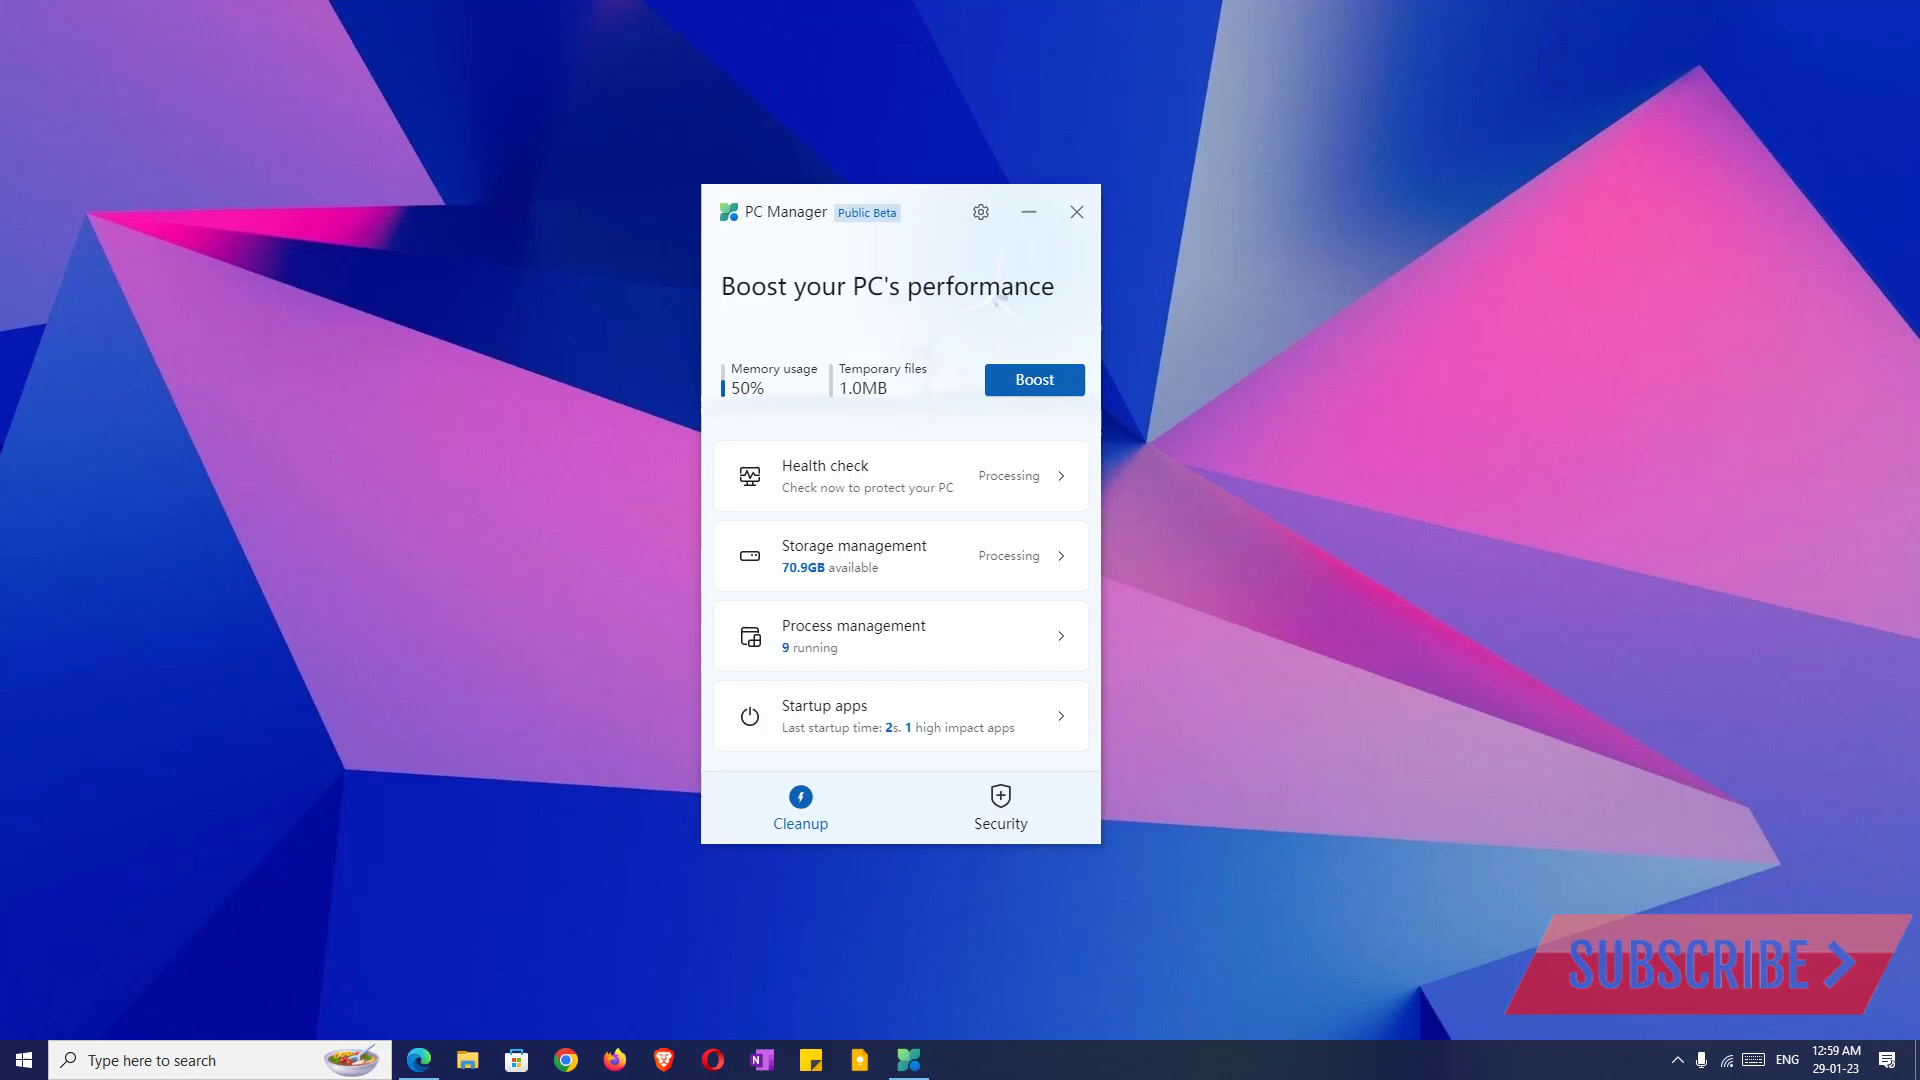 PC Manager Public Beta
Boost your PC's performance
Memory usage
50%
Temporary files
1.0MB
Boost
Health check
Check now to protect your PC
Processing
Storage management
70.9GB available
Processing
Process management
9 running
Startup apps
Last startup time: 2s. 1 high impact apps
Cleanup
Security
SUBSCRIBE
Type here to search
N
ENG
12:59 AM
29-01-23